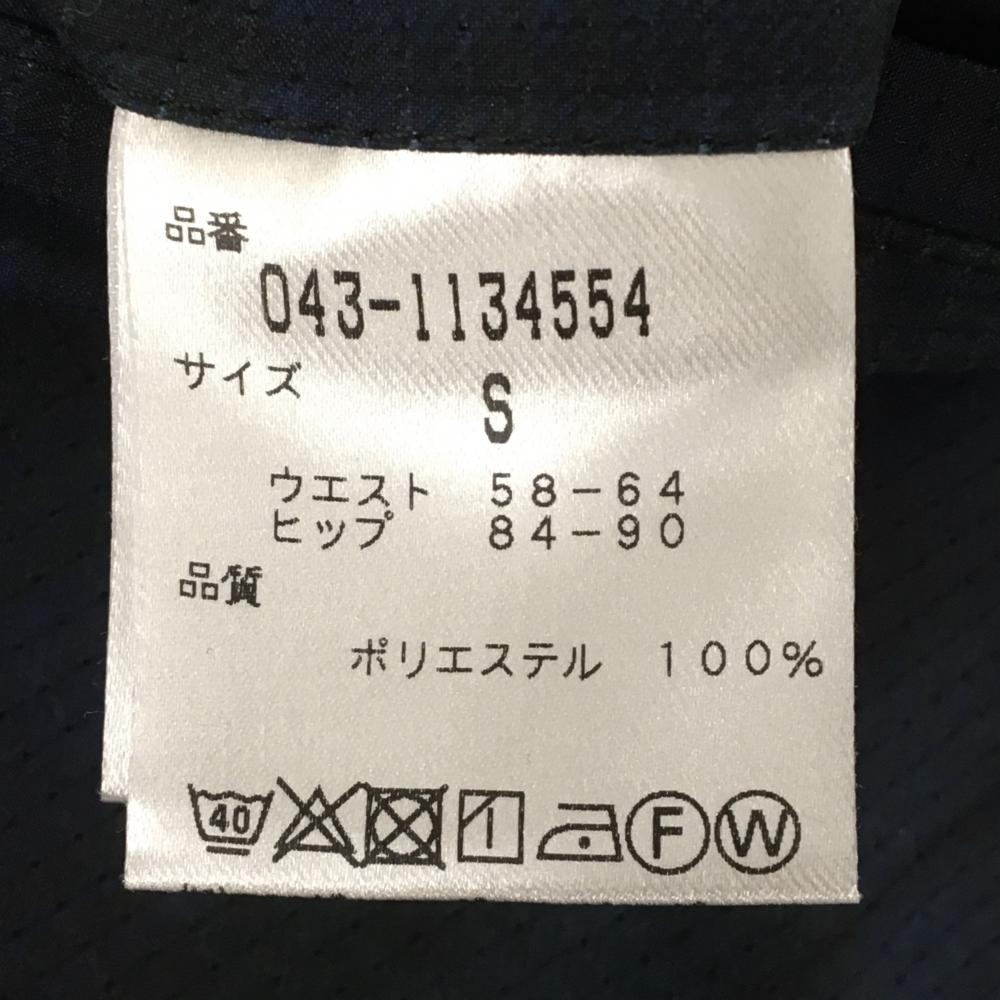 品番
043-1134554
サイズ
S
ウエスト 58-64
ヒップ 84-90
品質
ポリエステル 100%
40 F W